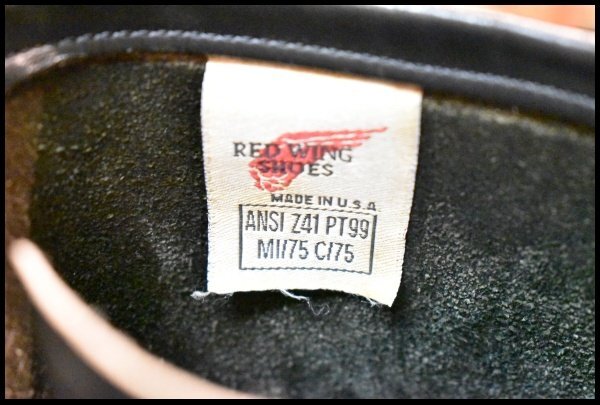 RED WING
SHOES
MADE IN U.S.A
ANSI Z41 PT99
MI/75 C/75